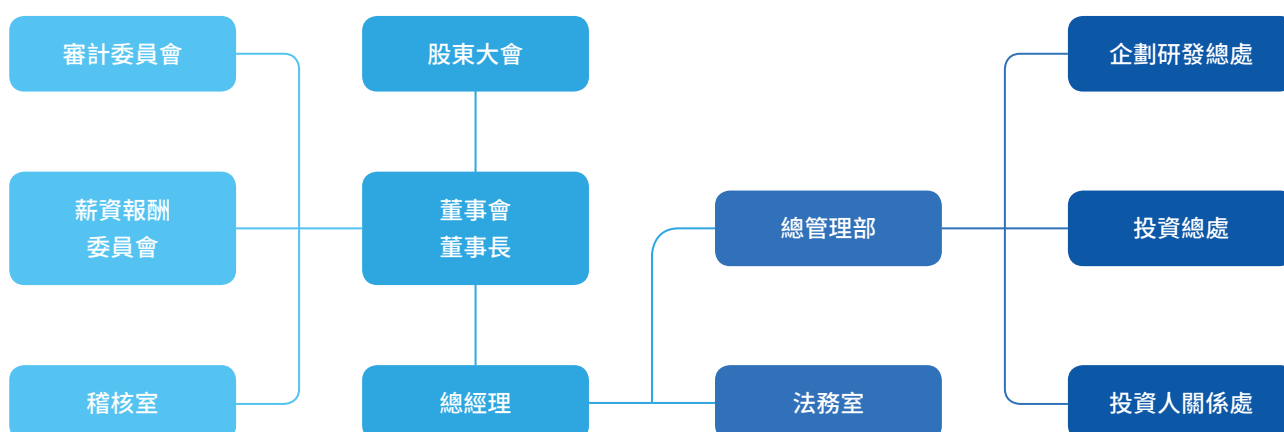 審計委員會
股東大會
企劃研發總處
薪資報酬
委員會
董事會
董事長
總管理部
投資總處
稽核室
總經理
法務室
投資人關係處